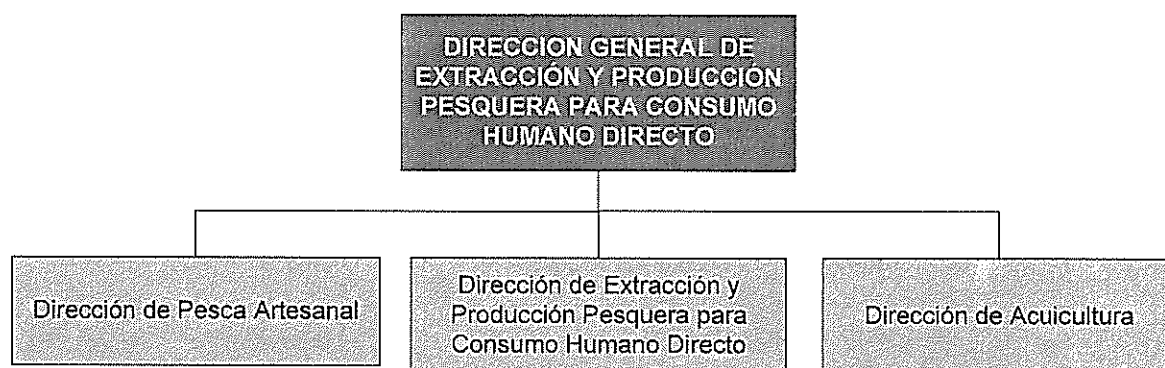 DIRECCION GENERAL DE
EXTRACCIÓN Y PRODUCCIÓN
PESQUERA PARA CONSUMO
HUMANO DIRECTO
Dirección de Pesca Artesanal
Dirección de Extracción y
Producción Pesquera para
Consumo Humano Directo
Dirección de Acuicultura